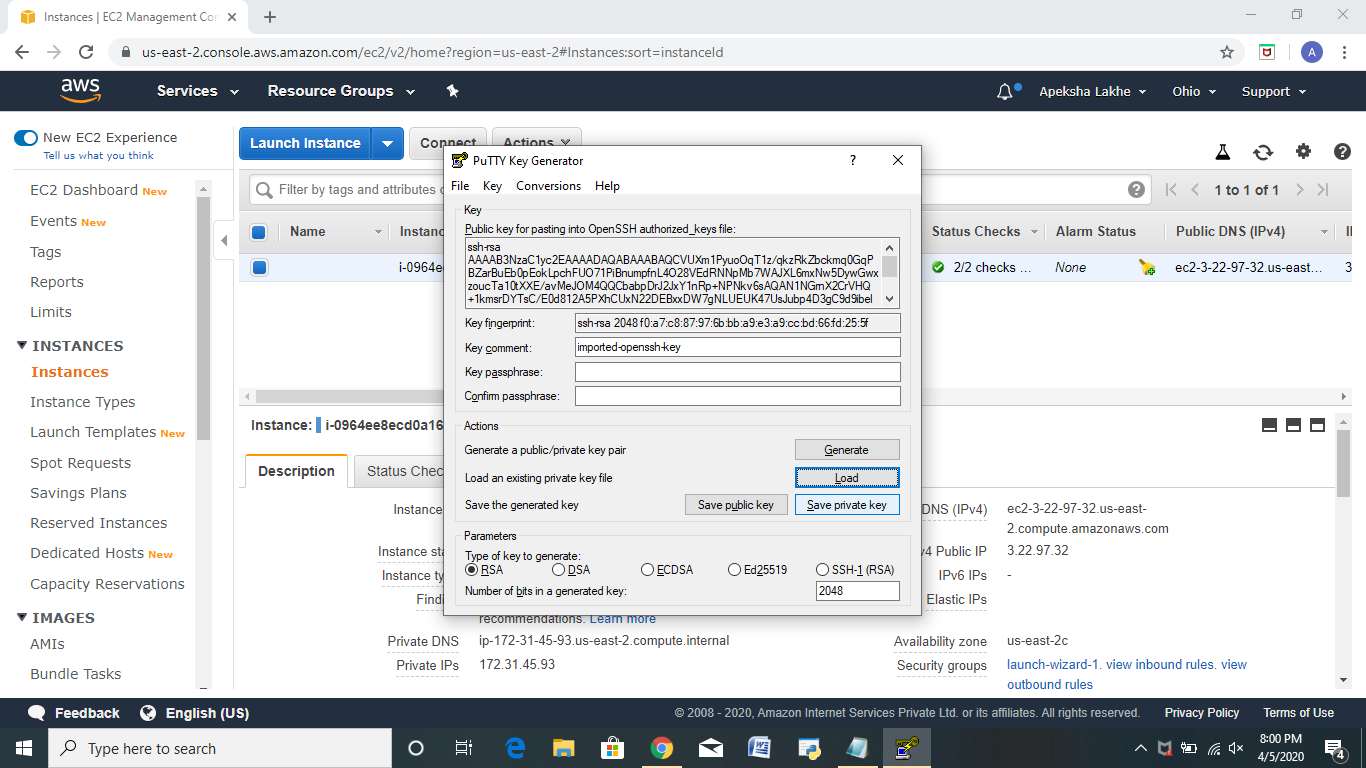 Instances | EC2 Management Con
us-east-2.console.aws.amazon.com/ec2/v2/home?region=us-east-2#Instances:sort=instanceId
A
aws
Services
Resource Groups
Apeksha Lakhe
Ohio
Support
New EC2 Experience
Tell us what you think
EC2 Dashboard New
Events New
Tags
Reports
Limits
INSTANCES
Instances
Instance Types
Launch Templates New
Spot Requests
Savings Plans
Reserved Instances
Dedicated Hosts New
Capacity Reservations
IMAGES
AMIs
Bundle Tasks
Launch Instance
Connect
Actions
Filter by tags and attributes o
1 to 1 of 1
Name
Instanc
Status Checks
Alarm Status
Public DNS (IPv4)
i-0964e
2/2 checks ...
None
ec2-3-22-97-32.us-east...
3
PuTTY Key Generator
?
File
Key
Conversions
Help
Key
Public key for pasting into OpenSSH authorized_keys file:
ssh-rsa
AAAAB3NzaC1yc2EAAAADAQABAAABAQCVUXm1PyuoOqT1z/qkzRkZbckmq0GqP
BZarBuEb0pEokLpchFUO71PiBnumpfnL4O28VEdRNNpMb7WAJXL6mxNw5DywGwx
zoucTa10tXXE/avMeJOM4QQCbabpDrJ2JxY1nRp+NPNkv6sAQAN1NGmX2CrVHQ
+1kmsrDYTsC/E0d812A5PXhCUxN22DEBxxDW7gNLUEUK47UsJubp4D3gC9d9ibel
Key fingerprint:
ssh-rsa 2048 f0:a7:c8:87:97:6b:bb:a9:e3:a9:cc:bd:66:fd:25:5f
Key comment:
imported-openssh-key
Key passphrase:
Confirm passphrase:
Actions
Generate a public/private key pair
Generate
Load an existing private key file
Load
Save the generated key
Save public key
Save private key
Parameters
Type of key to generate:
RSA
DSA
ECDSA
Ed25519
SSH-1 (RSA)
Number of bits in a generated key:
2048
Instance:
i-0964ee8ecd0a16
Description
Status Chec
Instance
DNS (IPv4)
ec2-3-22-97-32.us-east-
2.compute.amazonaws.com
Instance sta
v4 Public IP
3.22.97.32
Instance ty
IPv6 IPs
-
Findi
Elastic IPs
recommendations. Learn more
Private DNS
ip-172-31-45-93.us-east-2.compute.internal
Availability zone
us-east-2c
Private IPs
172.31.45.93
Security groups
launch-wizard-1. view inbound rules. view
outbound rules
Feedback
English (US)
© 2008 - 2020, Amazon Internet Services Private Ltd. or its affiliates. All rights reserved.
Privacy Policy
Terms of Use
Type here to search
8:00 PM
4/5/2020
4